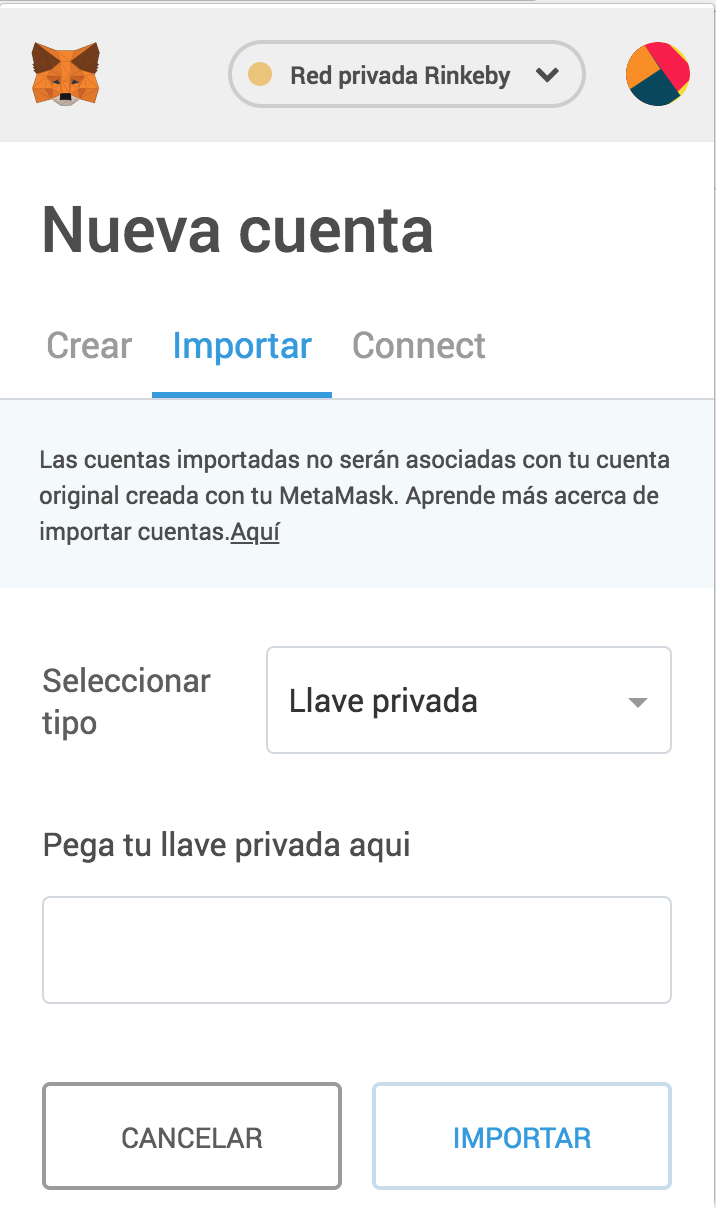 Red privada Rinkeby
Nueva cuenta
Crear Importar Connect
Las cuentas importadas no serán asociadas con tu cuenta
original creada con tu MetaMask. Aprende más acerca de
importar cuentas.Aquí
Seleccionar
tipo
Llave privada
Pega tu llave privada aqui
CANCELAR IMPORTAR